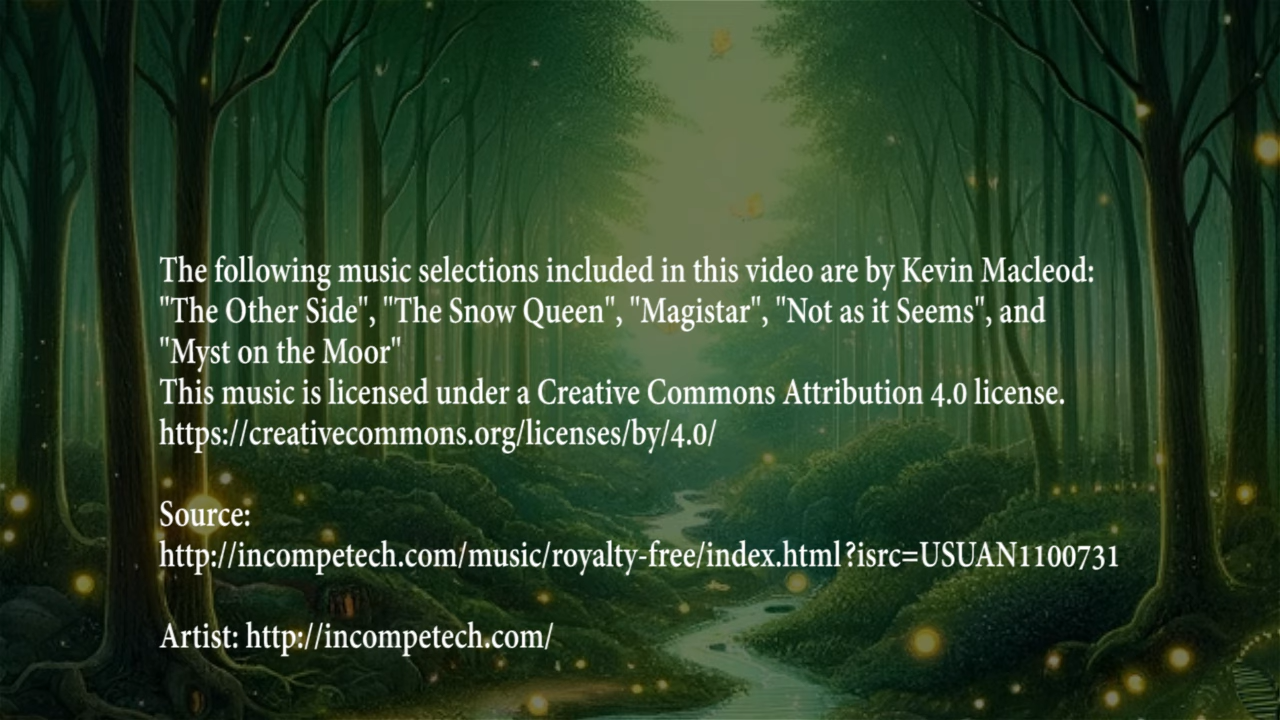 The following music selections included in this video are by Kevin Macleod:
"The Other Side", "The Snow Queen", "Magistar", "Not as it Seems", and
"Myst on the Moor"
This music is licensed under a Creative Commons Attribution 4.0 license.
https://creativecommons.org/licenses/by/4.0/
Source:
http://incompetech.com/music/royalty-free/index.html?isrc=USUAN1100731
Artist: http://incompetech.com/